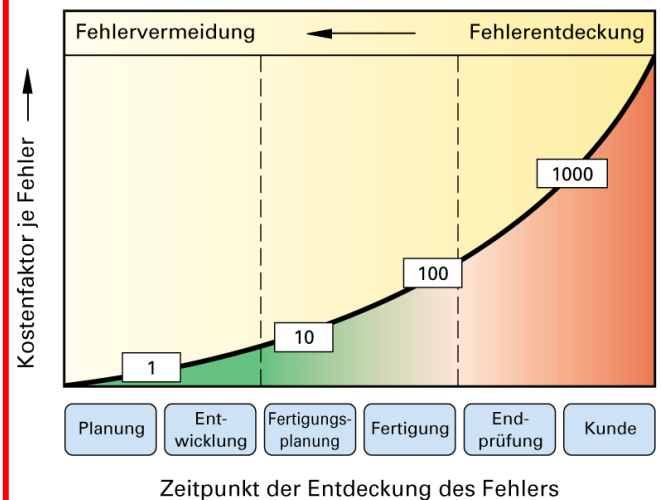 Fehlervermeidung
Fehlerentdeckung
Kostenfaktor je Fehler
1000
100
10
1
Planung
Ent-
wicklung
Fertigungs-
planung
Fertigung
End-
prüfung
Kunde
Zeitpunkt der Entdeckung des Fehlers